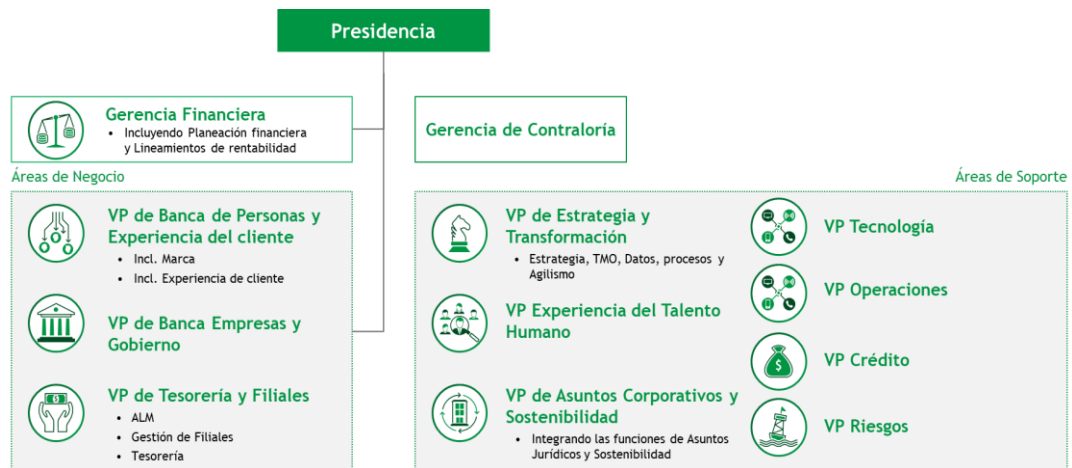 Presidencia
Gerencia Financiera
• Incluyendo Planeación financiera
y Lineamientos de rentabilidad
Gerencia de Contraloría
Áreas de Negocio
Áreas de Soporte
VP de Banca de Personas y
Experiencia del cliente
• Incl. Marca
• Incl. Experiencia de cliente
VP de Banca Empresas y
Gobierno
VP de Tesorería y Filiales
• ALM
• Gestión de Filiales
• Tesorería
VP de Estrategia y
Transformación
• Estrategia, TMO, Datos, procesos y
Agilismo
VP Experiencia del Talento
Humano
VP de Asuntos Corporativos y
Sostenibilidad
• Integrando las funciones de Asuntos
Jurídicos y Sostenibilidad
VP Tecnología
VP Operaciones
VP Crédito
VP Riesgos